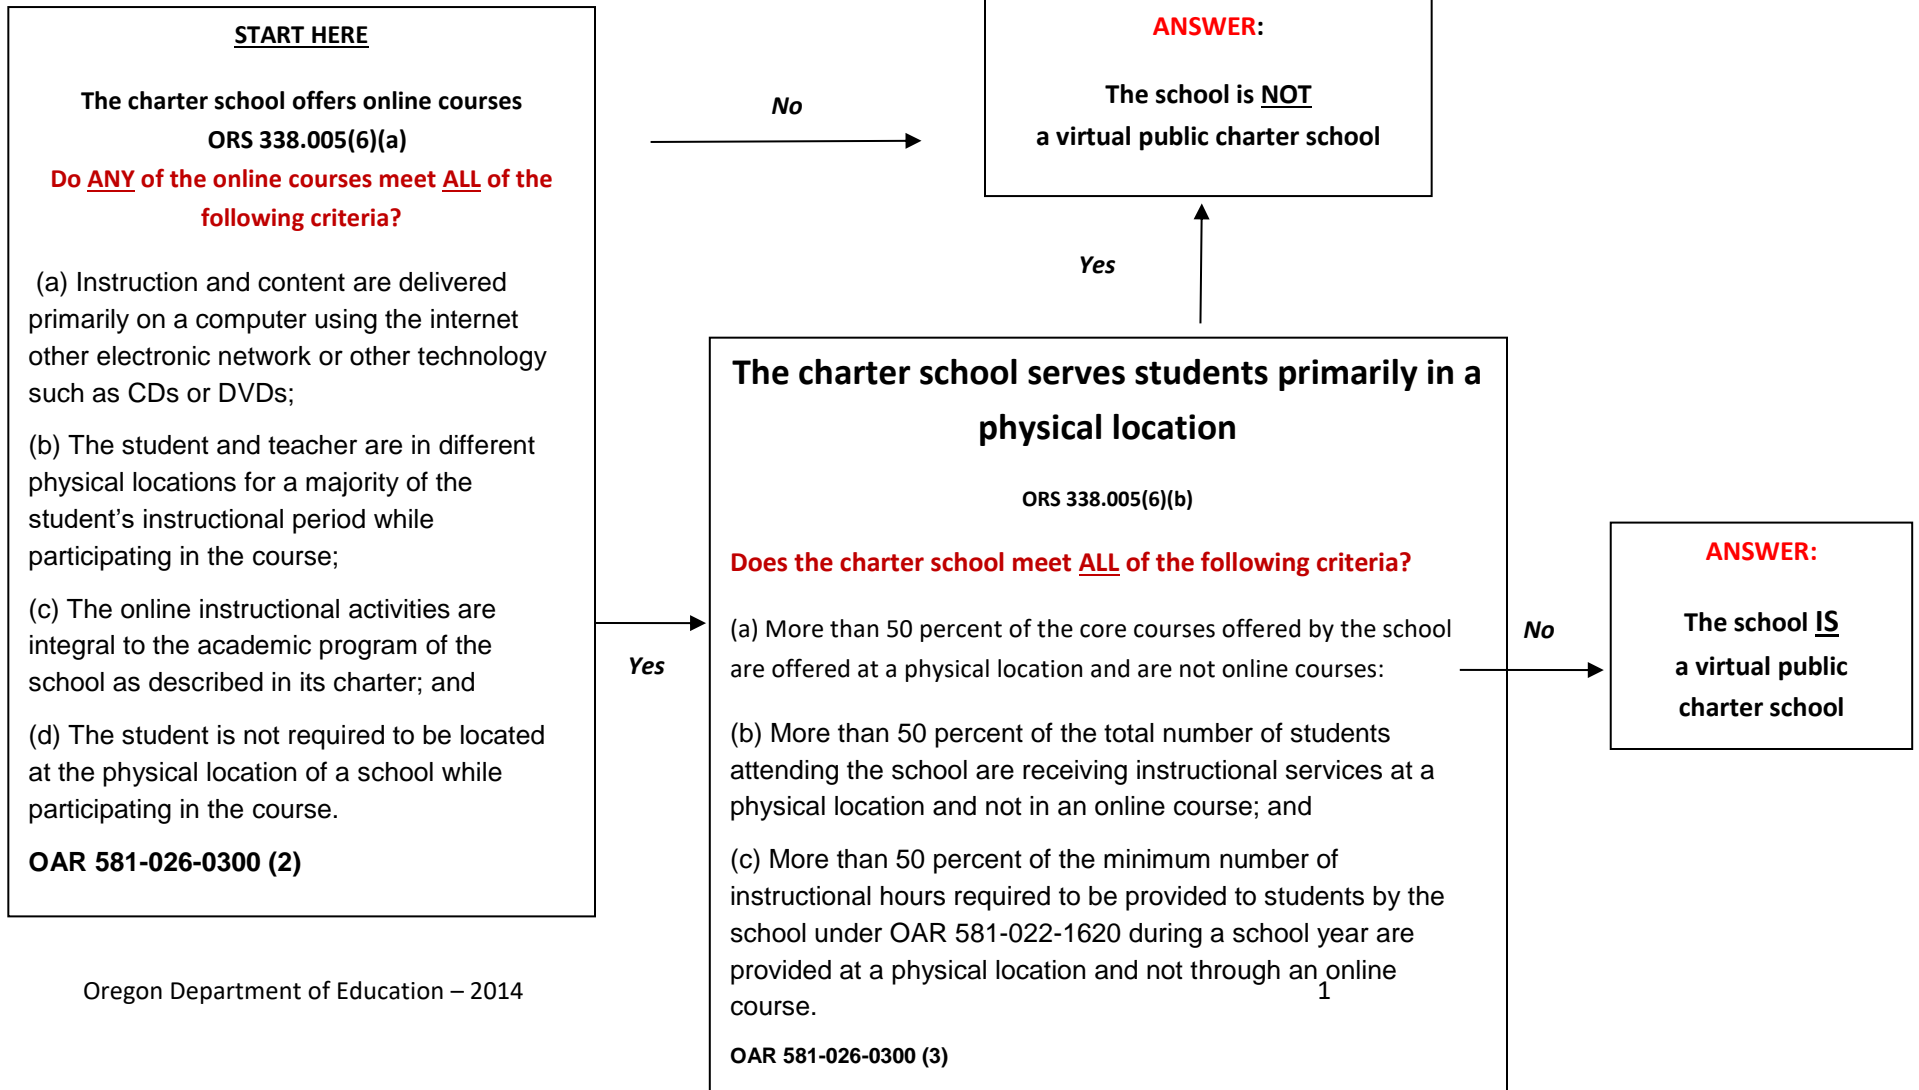 START HERE
The charter school offers online courses
ORS 338.005(6)(a)
Do ANY of the online courses meet ALL of the
following criteria?
(a) Instruction and content are delivered
primarily on a computer using the internet
other electronic network or other technology
such as CDs or DVDs;
(b) The student and teacher are in different
physical locations for a majority of the
student’s instructional period while
participating in the course;
(c) The online instructional activities are
integral to the academic program of the
school as described in its charter; and
(d) The student is not required to be located
at the physical location of a school while
participating in the course.
OAR 581-026-0300 (2)
No
ANSWER:
The school is NOT
a virtual public charter school
Yes
Yes
The charter school serves students primarily in a
physical location
ORS 338.005(6)(b)
Does the charter school meet ALL of the following criteria?
(a) More than 50 percent of the core courses offered by the school
are offered at a physical location and are not online courses:
(b) More than 50 percent of the total number of students
attending the school are receiving instructional services at a
physical location and not in an online course; and
(c) More than 50 percent of the minimum number of
instructional hours required to be provided to students by the
school under OAR 581-022-1620 during a school year are
provided at a physical location and not through an online
course.
OAR 581-026-0300 (3)
No
ANSWER:
The school IS
a virtual public
charter school
Oregon Department of Education – 2014
1